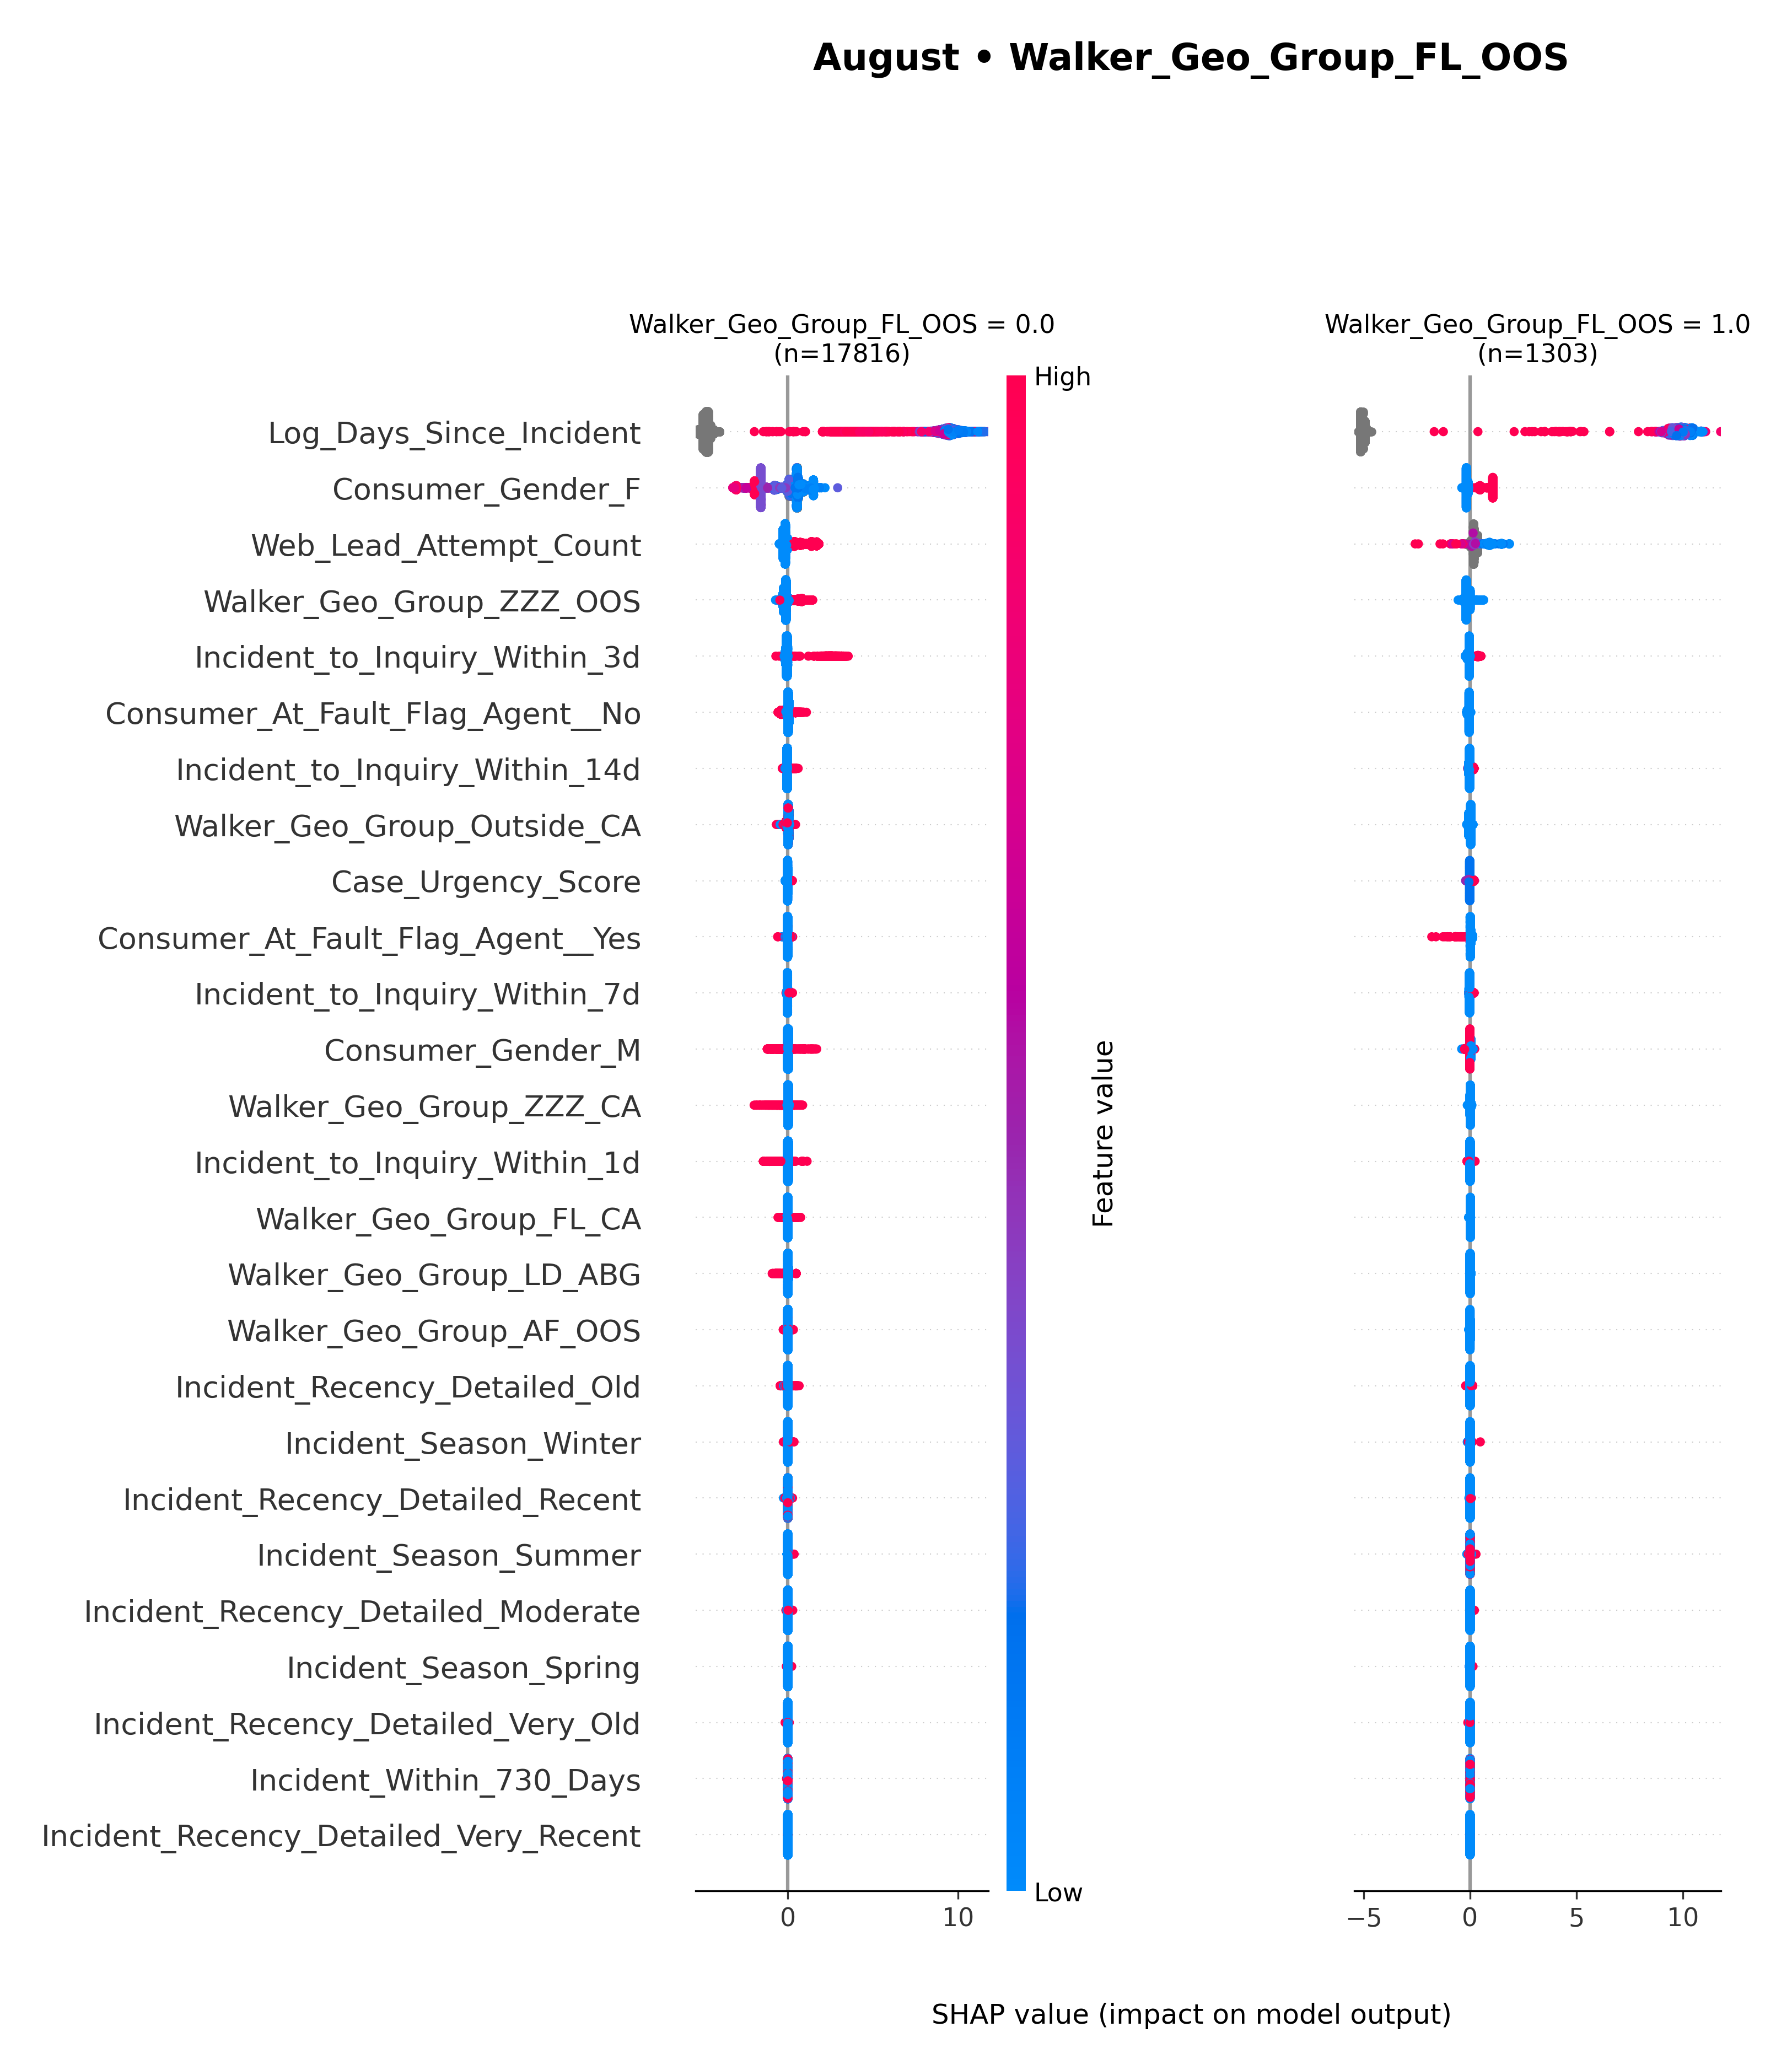 August • Walker_Geo_Group_FL_OOS
Walker_Geo_Group_FL_OOS = 0.0
(n=17816)
Walker_Geo_Group_FL_OOS = 1.0
(n=1303)
High
Log_Days_Since_Incident
Consumer_Gender_F
Web_Lead_Attempt_Count
Walker_Geo_Group_ZZZ_OOS
Incident_to_Inquiry_Within_3d
Consumer_At_Fault_Flag_Agent__No
Incident_to_Inquiry_Within_14d
Walker_Geo_Group_Outside_CA
Case_Urgency_Score
Consumer_At_Fault_Flag_Agent__Yes
Incident_to_Inquiry_Within_7d
Consumer_Gender_M
Walker_Geo_Group_ZZZ_CA
Incident_to_Inquiry_Within_1d
Walker_Geo_Group_FL_CA
Walker_Geo_Group_LD_ABG
Walker_Geo_Group_AF_OOS
Incident_Recency_Detailed_Old
Incident_Season_Winter
Incident_Recency_Detailed_Recent
Incident_Season_Summer
Incident_Recency_Detailed_Moderate
Incident_Season_Spring
Incident_Recency_Detailed_Very_Old
Incident_Within_730_Days
Incident_Recency_Detailed_Very_Recent
Feature value
Low
0 10
−5 0 5 10
SHAP value (impact on model output)